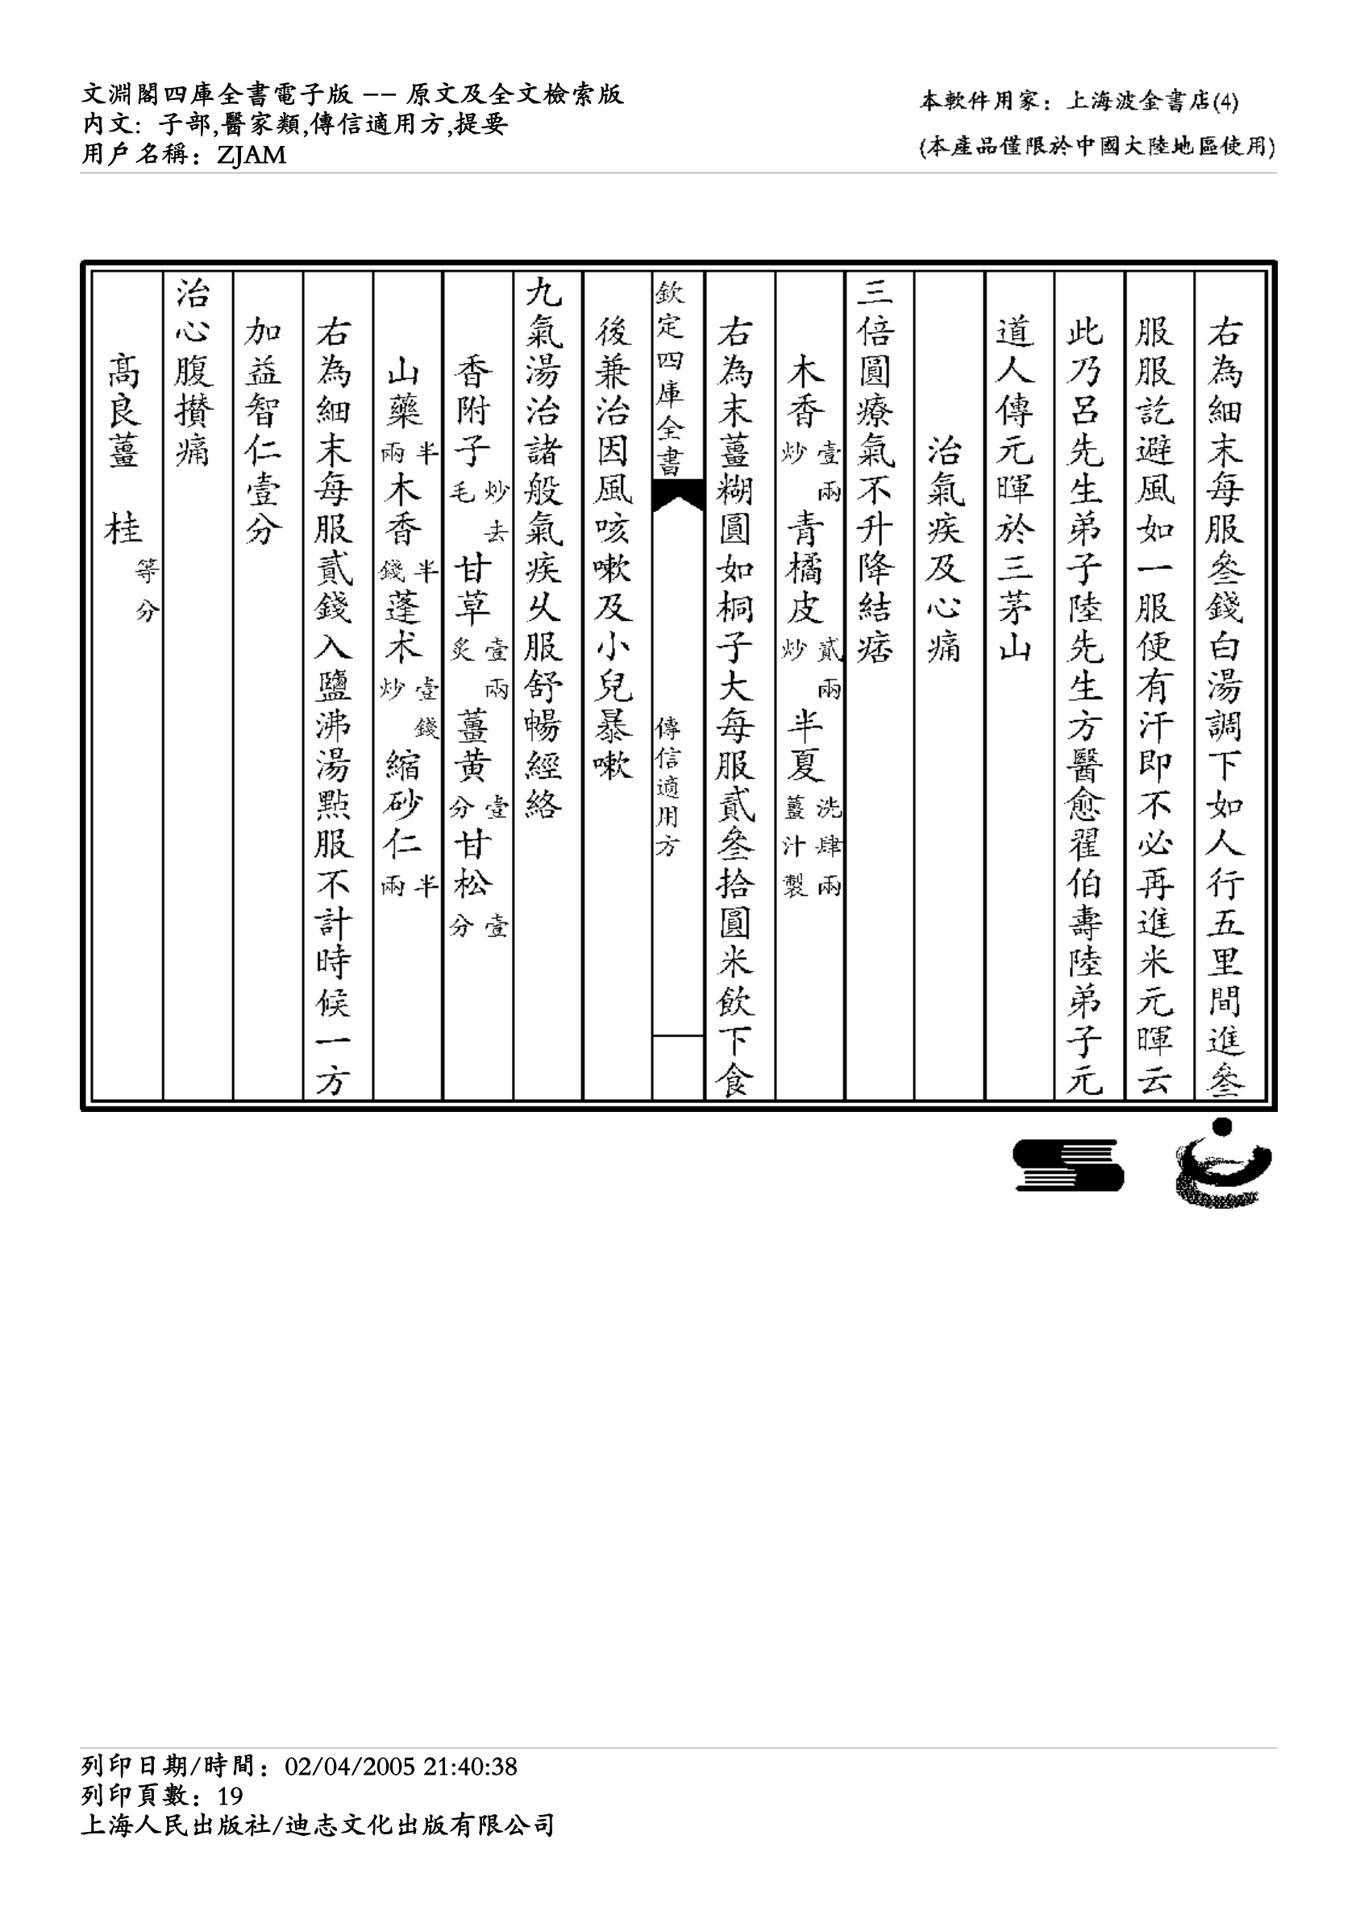 文淵閣四庫全書電子版 -- 原文及全文檢索版
内文: 子部,醫家類,傳信適用方,提要
用戶名稱: ZJAM
本軟件用家: 上海波金書店(4)
(本產品僅限於中國大陸地區使用)
右為細末每服叄錢白湯調下如人行五里間進叄
服服訖避風如一服便有汗即不必再進米元暉云
此乃呂先生弟子陸先生方醫愈翟伯壽陸弟子元
道人傳元暉於三茅山
治氣疾及心痛
三倍圓療氣不升降結痞
木香壹兩炒青橘皮貳兩炒半夏洗肆兩薑汁製
右為末薑糊圓如桐子大每服貳叄拾圓米飲下食
欽定四庫全書 傳信適用方
後兼治因風咳嗽及小兒暴嗽
九氣湯治諸般氣疾乆服舒暢經絡
香附子炒去毛甘草壹兩炙薑黄壹分甘松壹分
山藥半兩木香半錢蓬术壹錢炒縮砂仁半兩
右為細末每服貳錢入鹽沸湯點服不計時候一方
加益智仁壹分
治心腹攢痛
髙良薑 桂等分
列印日期/時間: 02/04/2005 21:40:38
列印頁數: 19
上海人民出版社/迪志文化出版有限公司